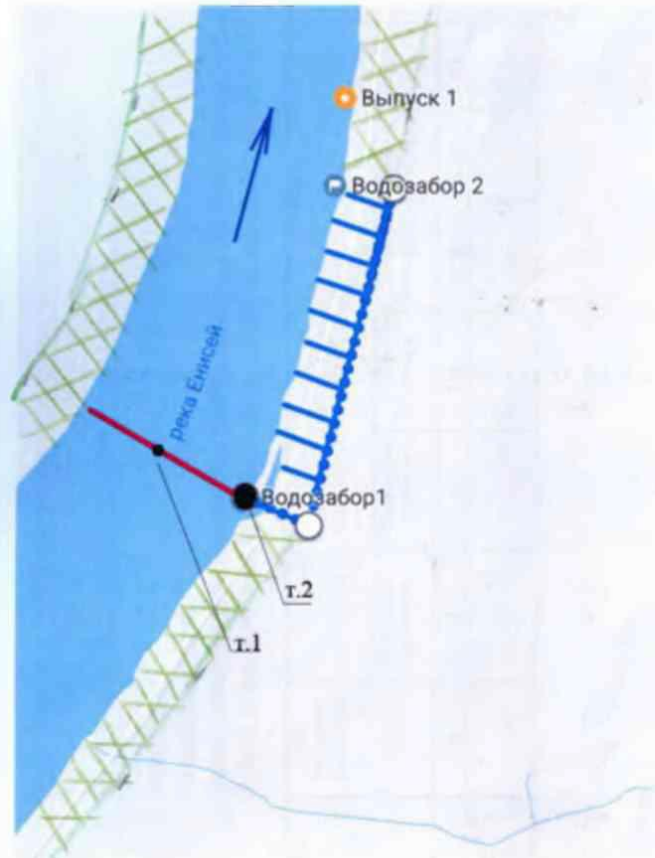 Выпуск 1
Водозабор 2
река Енисей
Водозабор1
т.2
т.1